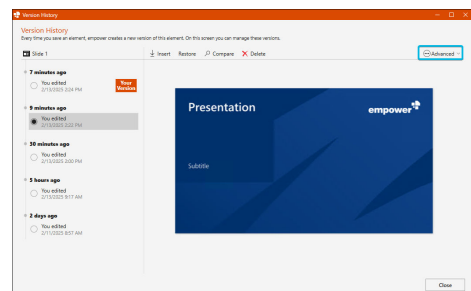 Version History
Version History
Every time you save an element, empower creates a new version of this element. On this screen you can manage these versions.
Slide 1
Insert Restore Compare Delete
Advanced
7 minutes ago
You edited
2/13/2025 2:24 PM
Your Version
9 minutes ago
You edited
2/13/2025 2:22 PM
30 minutes ago
You edited
2/13/2025 2:00 PM
5 hours ago
You edited
2/13/2025 9:17 AM
2 days ago
You edited
2/11/2025 8:57 AM
Presentation
empower
Subtitle
Close